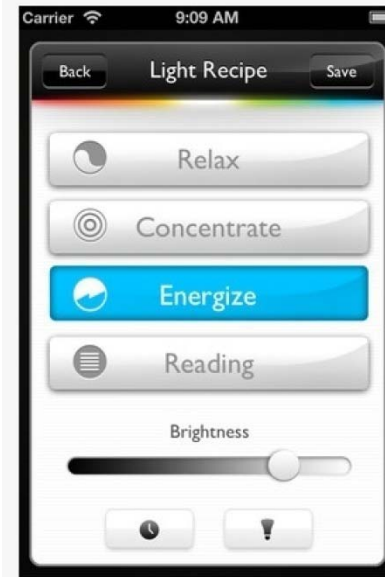 Carrier 9:09 AM
Back Light Recipe Save
Relax
Concentrate
Energize
Reading
Brightness